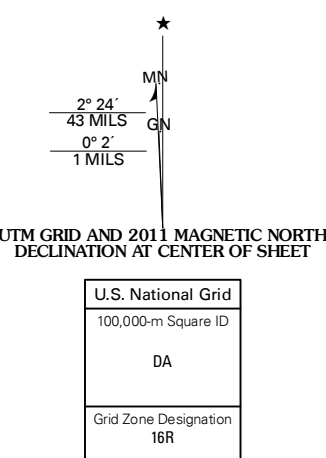 MN
2° 24´
43 MILS
GN
0° 2´
1 MILS
UTM GRID AND 2011 MAGNETIC NORTH
DECLINATION AT CENTER OF SHEET
U.S. National Grid
100,000-m Square ID
DA
Grid Zone Designation
16R